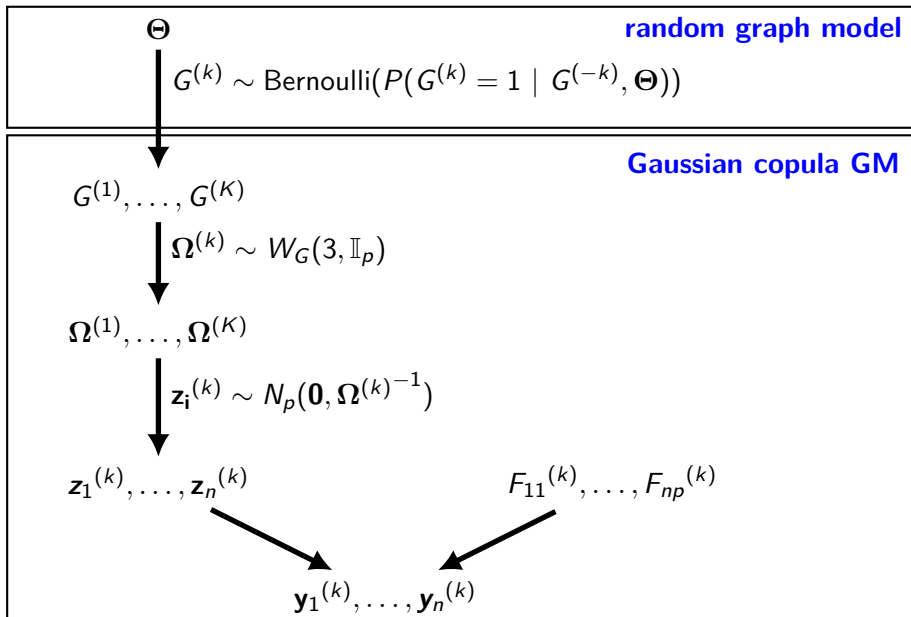 Θ random graph model
G^(k) ∼ Bernoulli(P(G^(k) = 1 | G^(−k), Θ))
Gaussian copula GM
G^(1), . . . , G^(K)
Ω^(k) ∼ W_G(3, 𝕀_p)
Ω^(1), . . . , Ω^(K)
z_i^(k) ∼ N_p(0, Ω^(k)^−1)
z_1^(k), . . . , z_n^(k) F_11^(k), . . . , F_np^(k)
y_1^(k), . . . , y_n^(k)